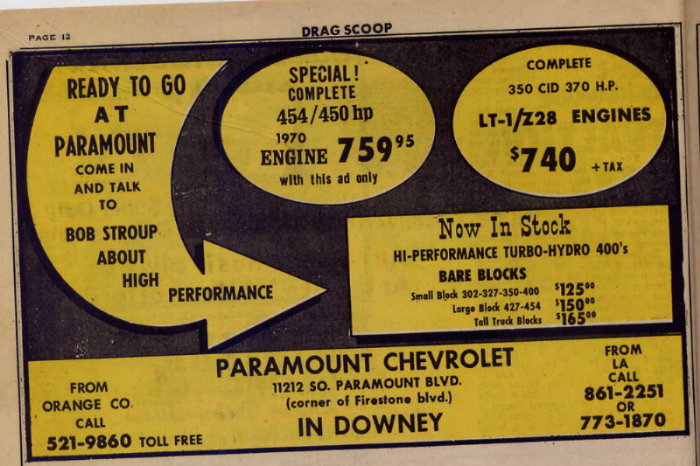 PAGE 12
DRAG SCOOP
READY TO GO
AT
PARAMOUNT
COME IN
AND TALK
TO
BOB STROUP
ABOUT
HIGH
PERFORMANCE
SPECIAL!
COMPLETE
454/450 hp
1970
ENGINE 759 95
with this ad only
COMPLETE
350 CID 370 H.P.
LT-1/Z28 ENGINES
$740 + TAX
Now In Stock
HI-PERFORMANCE TURBO-HYDRO 400's
BARE BLOCKS
Small Block 302-327-350-400 $125 00
Large Block 427-454 $150 00
Tall Truck Blocks $165 00
PARAMOUNT CHEVROLET
11212 SO. PARAMOUNT BLVD.
(corner of Firestone blvd.)
IN DOWNEY
FROM
ORANGE CO.
CALL
521-9860 TOLL FREE
FROM
LA
CALL
861-2251
OR
773-1870